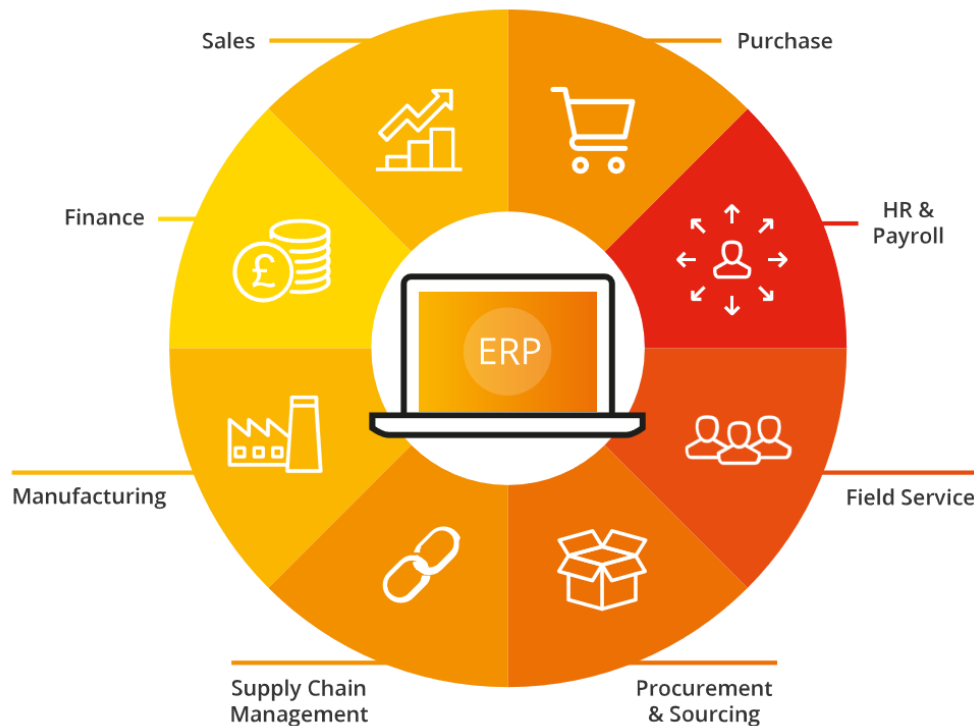 Sales
Purchase
Finance
£
HR &
Payroll
ERP
Manufacturing
Field Service
Supply Chain
Management
Procurement
& Sourcing